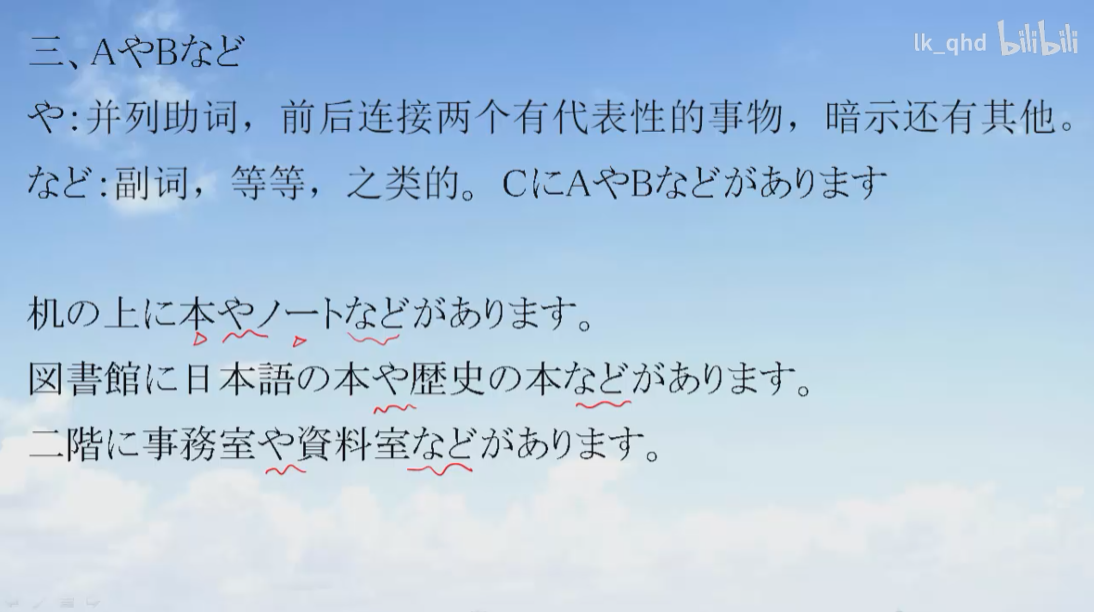 lk_qhd bilibili
三、AやBなど
や:并列助词，前后连接两个有代表性的事物，暗示还有其他。
など:副词，等等，之类的。CにAやBなどがあります
机の上に本やノートなどがあります。
図書館に日本語の本や歴史の本などがあります。
二階に事務室や資料室などがあります。